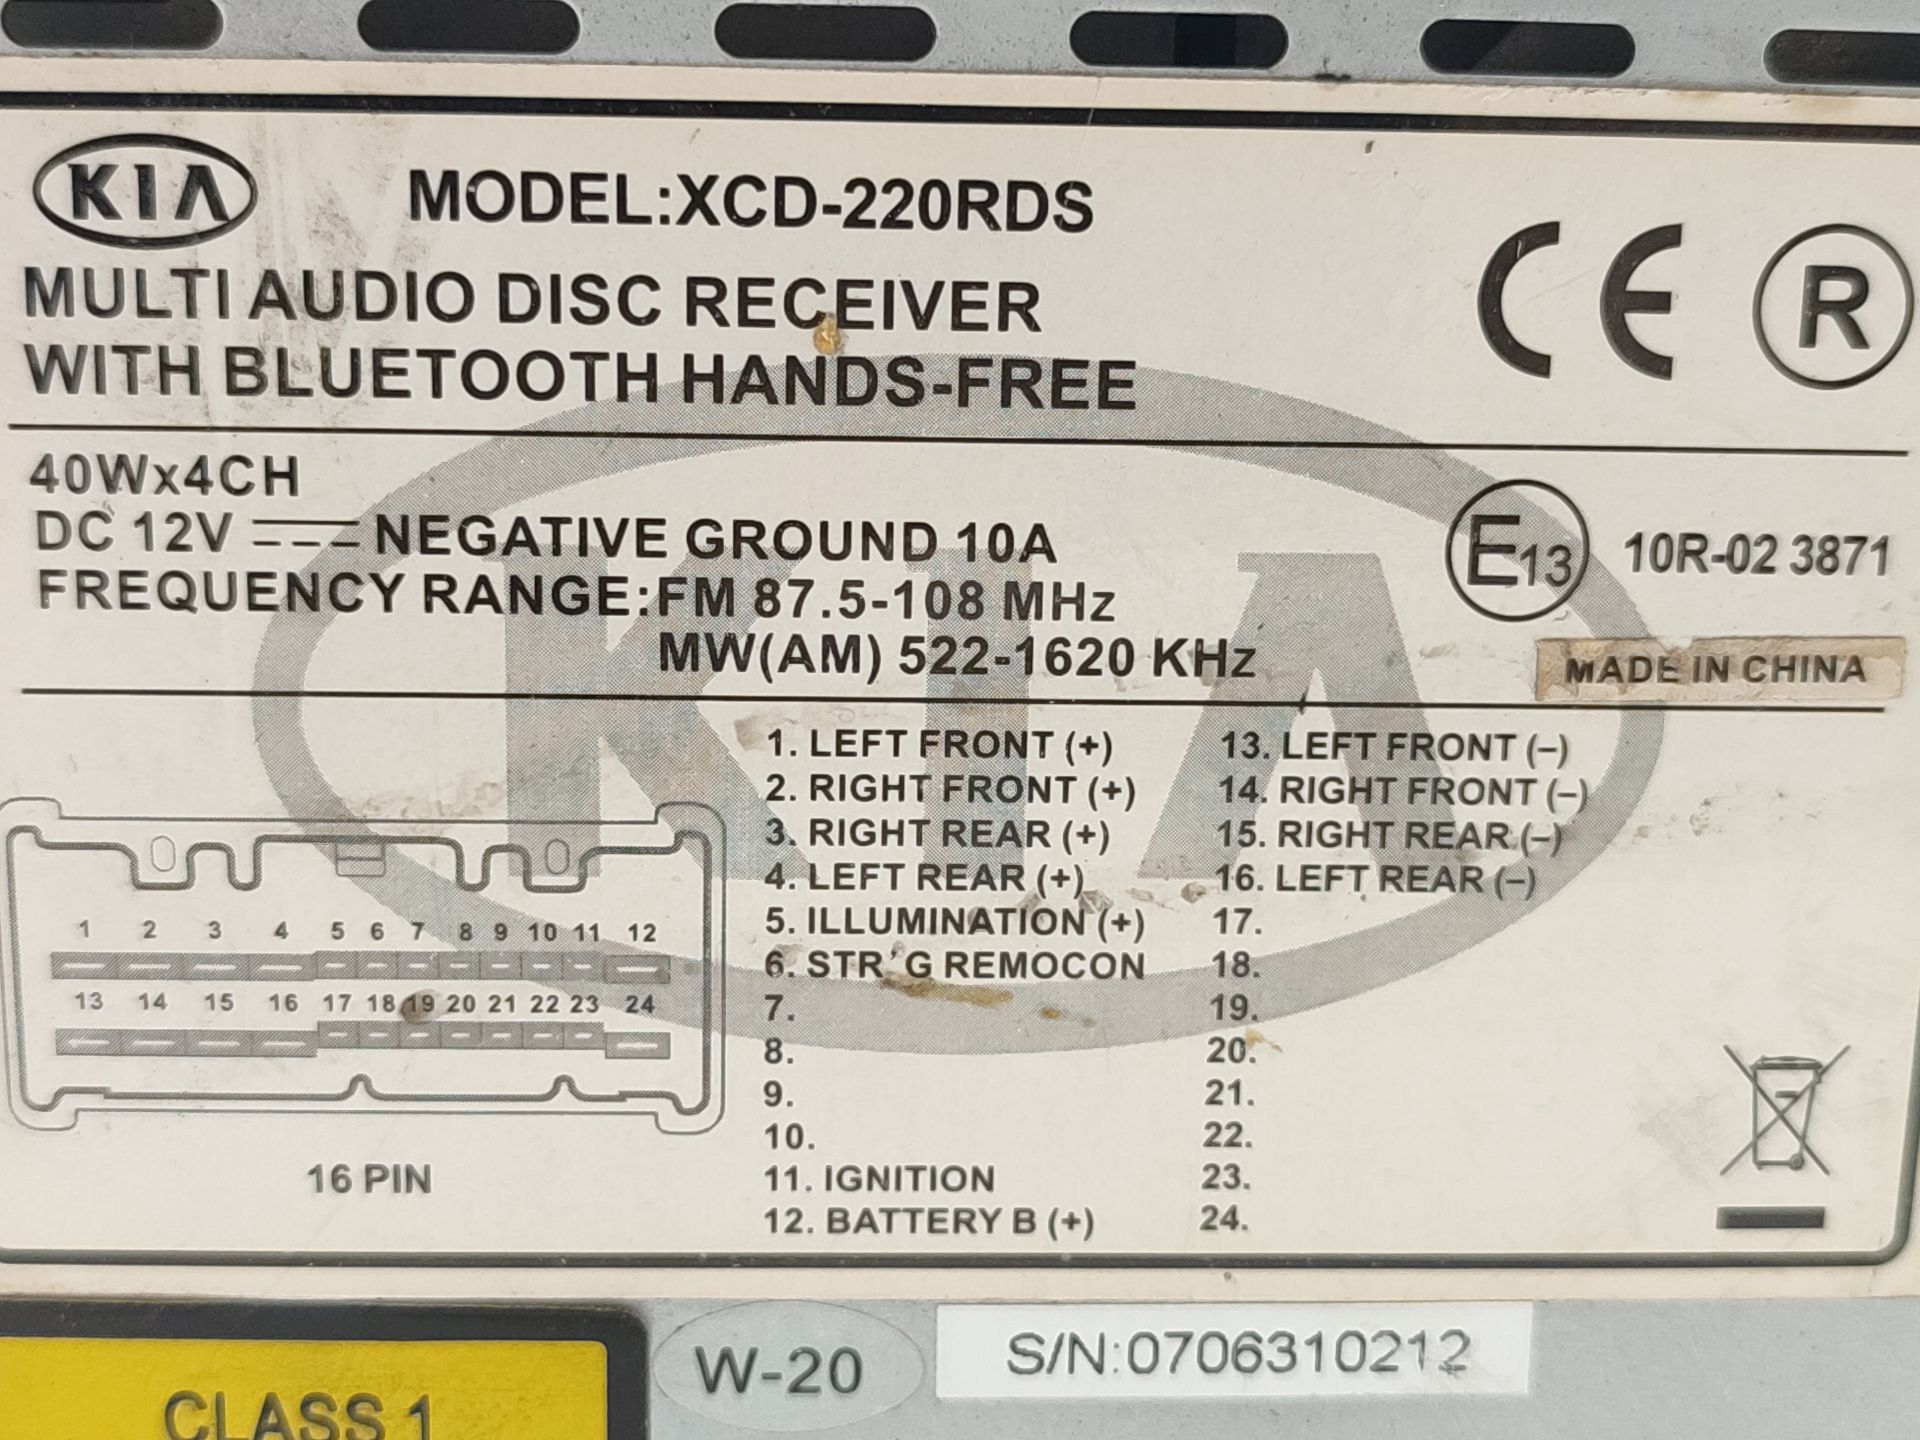 KIA
MODEL:XCD-220RDS
MULTI AUDIO DISC RECEIVER
WITH BLUETOOTH HANDS-FREE
CE R
40Wx4CH
DC 12V NEGATIVE GROUND 10A
FREQUENCY RANGE:FM 87.5-108 MHz
MW(AM) 522-1620 KHz
E13 10R-02 3871
MADE IN CHINA
KIA
1 2 3 4 5 6 7 8 9 10 11 12
13 14 15 16 17 18 19 20 21 22 23 24
16 PIN
1. LEFT FRONT (+)
2. RIGHT FRONT (+)
3. RIGHT REAR (+)
4. LEFT REAR (+)
5. ILLUMINATION (+)
6. STR'G REMOCON
7.
8.
9.
10.
11. IGNITION
12. BATTERY B (+)
13. LEFT FRONT (–)
14. RIGHT FRONT (–)
15. RIGHT REAR (–)
16. LEFT REAR (–)
17.
18.
19.
20.
21.
22.
23.
24.
CLASS 1
W-20
S/N:0706310212